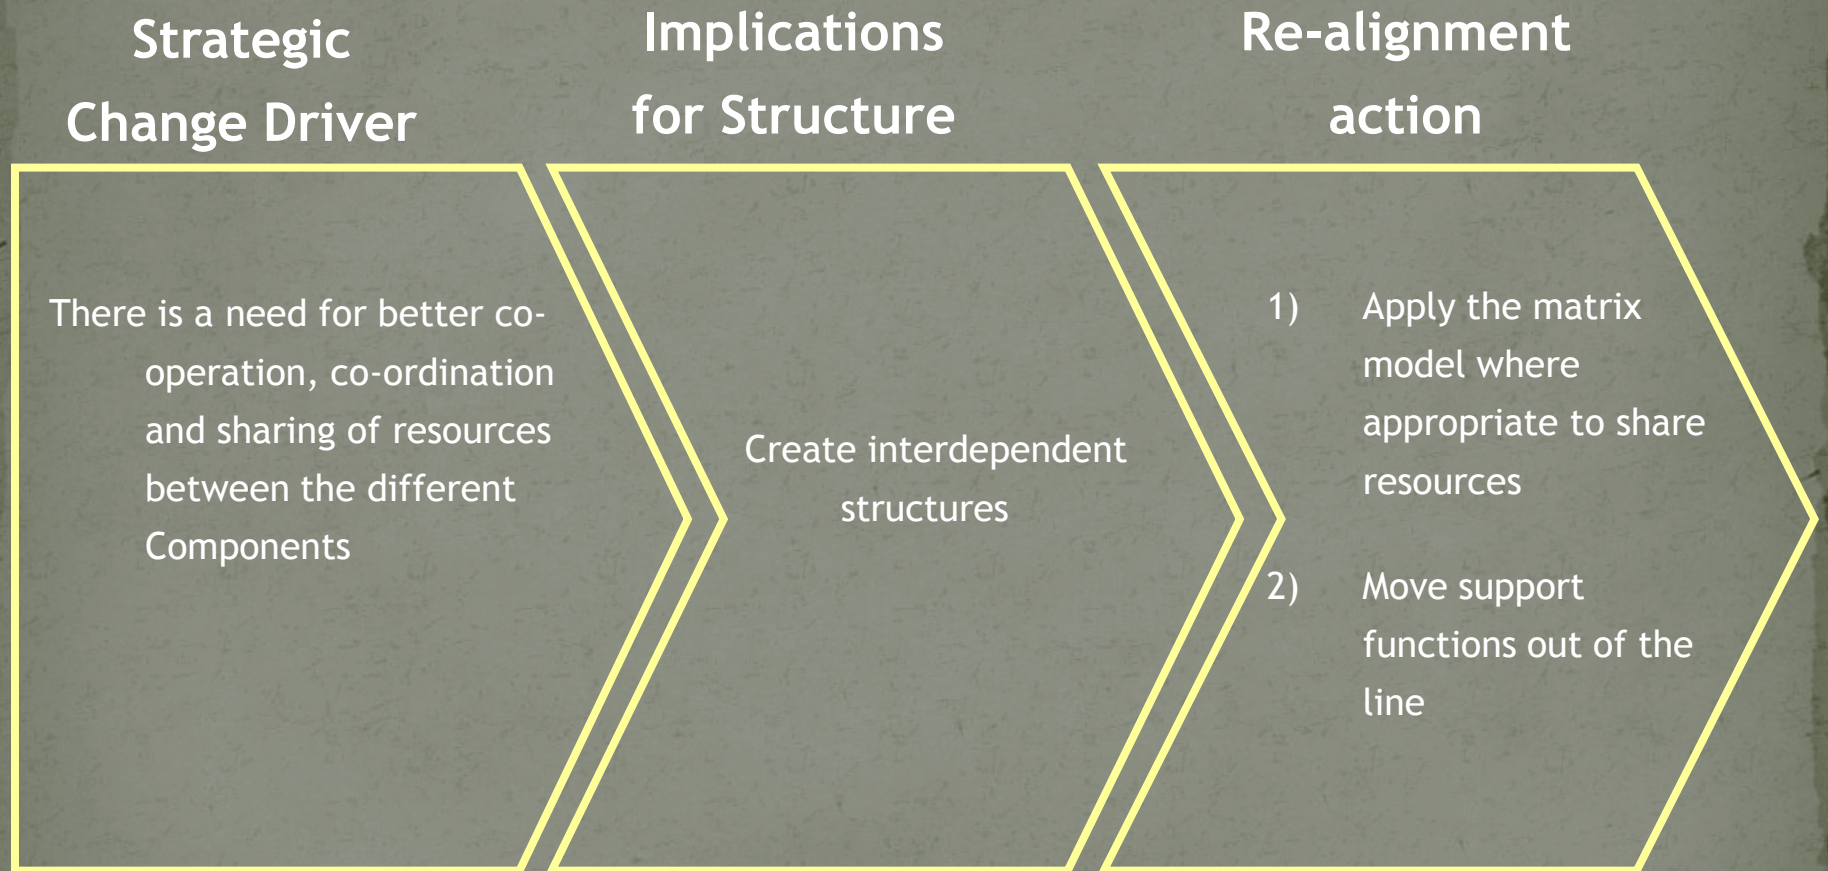 Strategic
Change Driver
Implications
for Structure
Re-alignment
action
There is a need for better co-
operation, co-ordination
and sharing of resources
between the different
Components
Create interdependent
structures
1) Apply the matrix
model where
appropriate to share
resources
2) Move support
functions out of the
line